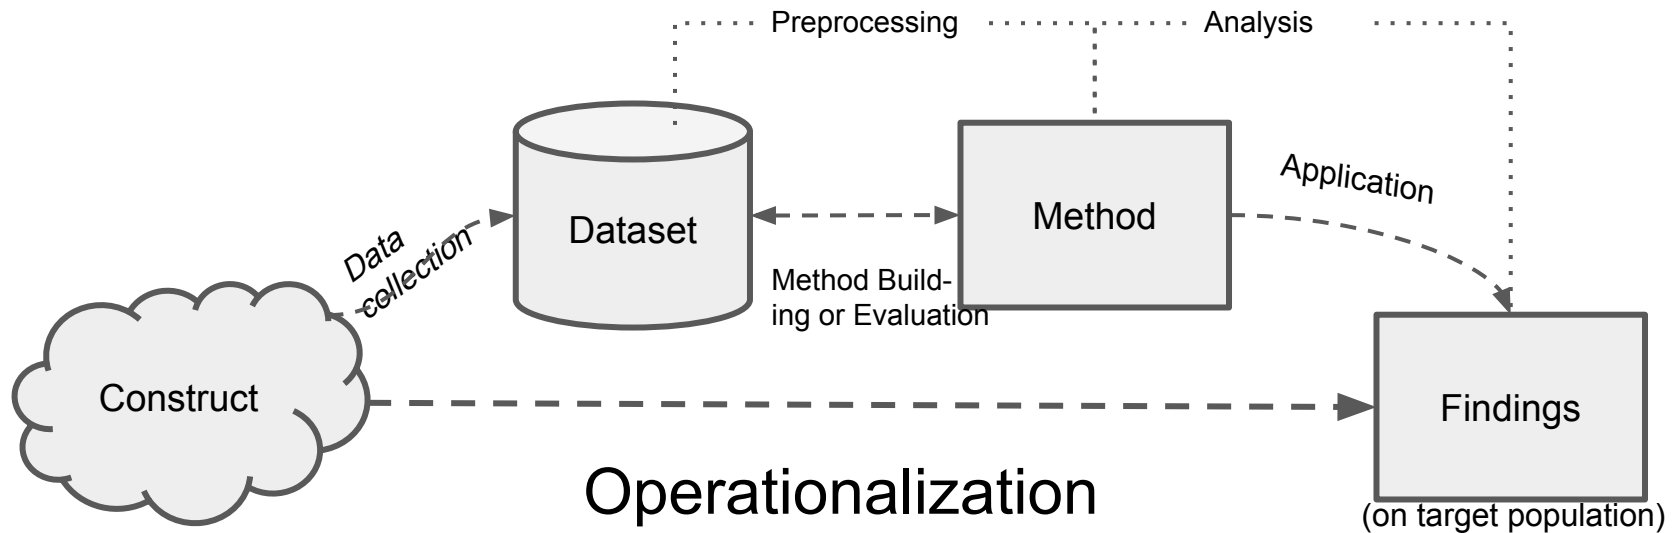 Preprocessing
Analysis
Application
Method
Dataset
Data
collection
Method Build-
ing or Evaluation
Construct
Findings
Operationalization
(on target population)